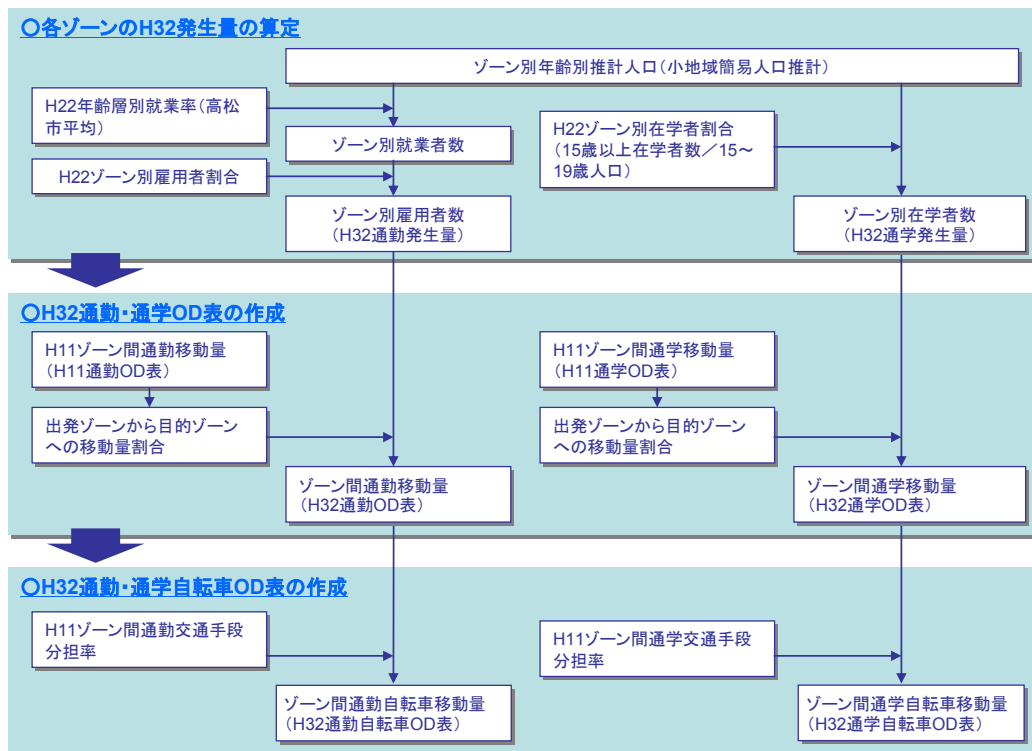 ○各ゾーンのH32発生量の算定
ゾーン別年齢別推計人口(小地域簡易人口推計)
H22年齢層別就業率(高松
市平均)
ゾーン別就業者数
H22ゾーン別在学者割合
(15歳以上在学者数/15～
19歳人口)
H22ゾーン別雇用者割合
ゾーン別雇用者数
(H32通勤発生量)
ゾーン別在学者数
(H32通学発生量)
○H32通勤・通学OD表の作成
H11ゾーン間通勤移動量
(H11通勤OD表)
H11ゾーン間通学移動量
(H11通学OD表)
出発ゾーンから目的ゾーン
への移動量割合
出発ゾーンから目的ゾーン
への移動量割合
ゾーン間通勤移動量
(H32通勤OD表)
ゾーン間通学移動量
(H32通学OD表)
○H32通勤・通学自転車OD表の作成
H11ゾーン間通勤交通手段
分担率
H11ゾーン間通学交通手段
分担率
ゾーン間通勤自転車移動量
(H32通勤自転車OD表)
ゾーン間通学自転車移動量
(H32通学自転車OD表)